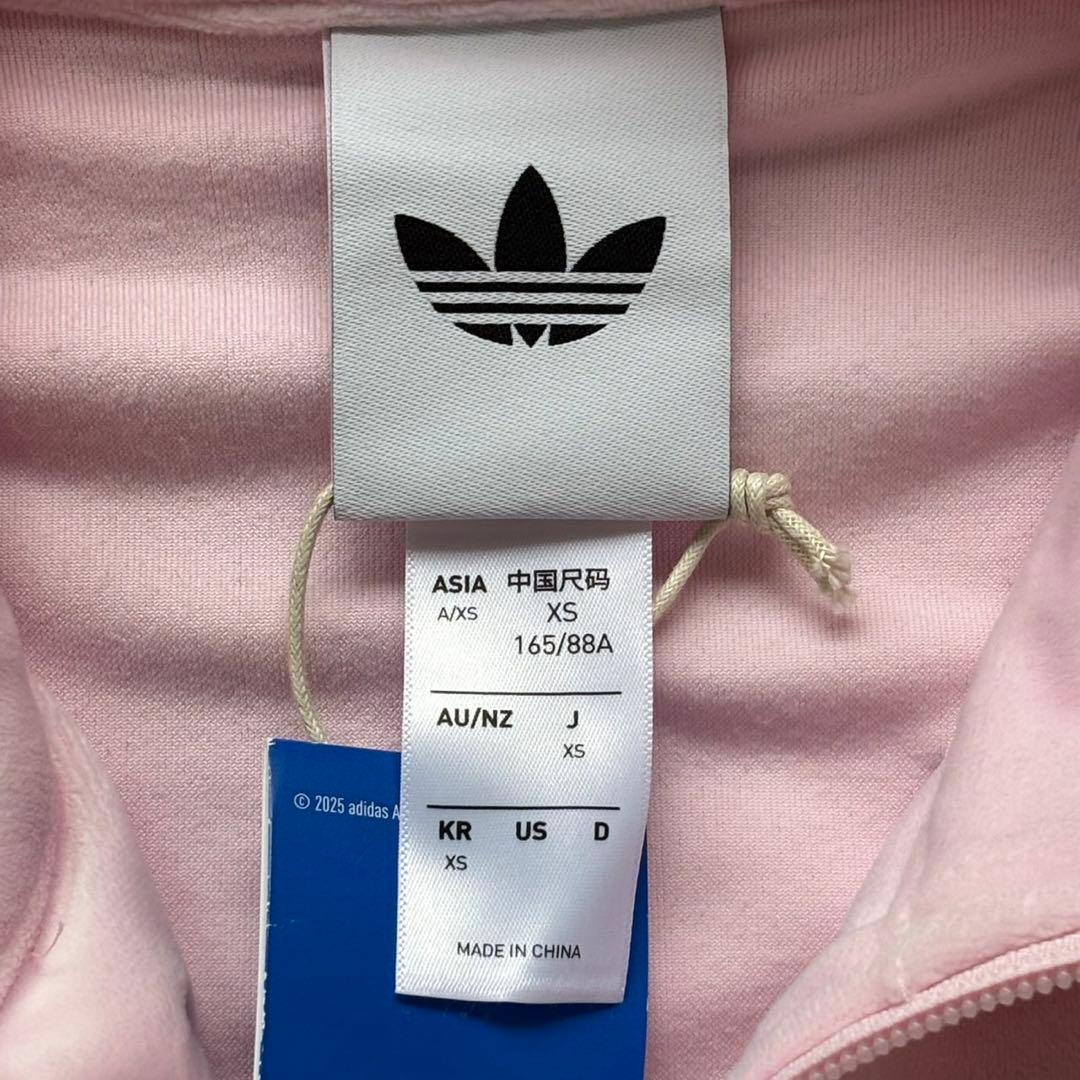 ASIA 中国尺码
A/XS XS
165/88A
AU/NZ J
XS
KR US D
XS
MADE IN CHINA
© 2025 adidas A